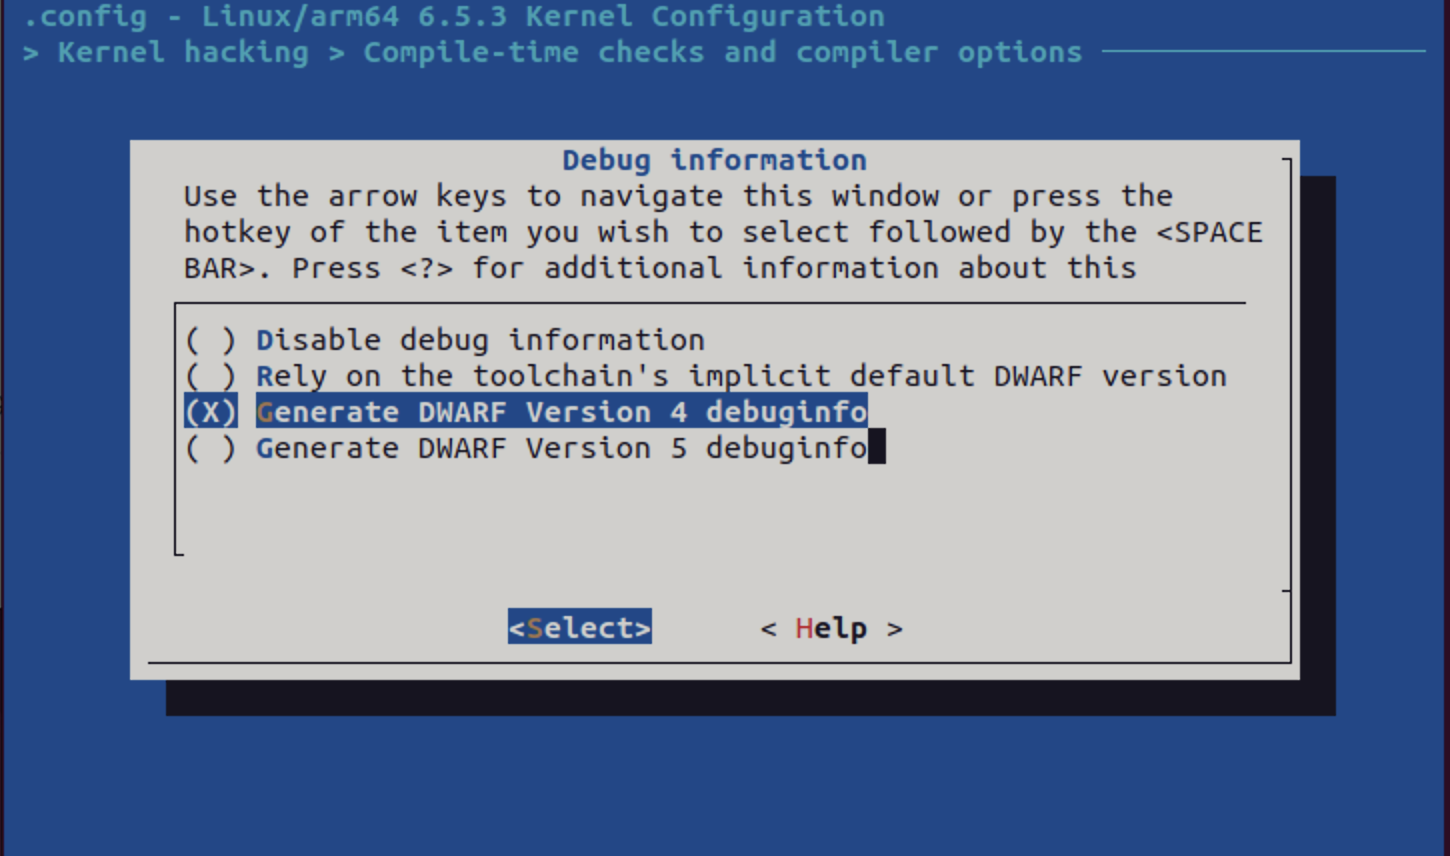 .config - Linux/arm64 6.5.3 Kernel Configuration
> Kernel hacking > Compile-time checks and compiler options
Debug information
Use the arrow keys to navigate this window or press the
hotkey of the item you wish to select followed by the <SPACE
BAR>. Press <?> for additional information about this
( ) Disable debug information
( ) Rely on the toolchain's implicit default DWARF version
(X) Generate DWARF Version 4 debuginfo
( ) Generate DWARF Version 5 debuginfo
<Select> < Help >